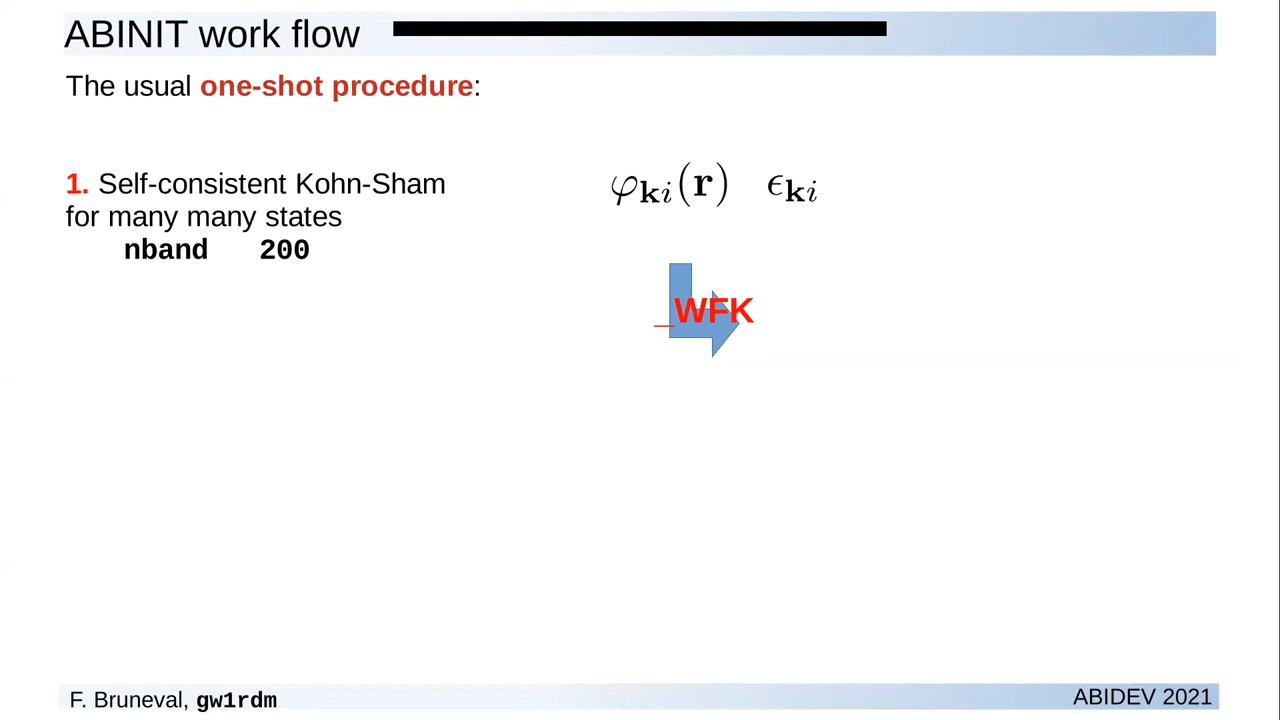 ABINIT work flow
The usual one-shot procedure:
1. Self-consistent Kohn-Sham
for many many states
nband 200
φ𝐤i(𝐫) ϵ𝐤i
_WFK
F. Bruneval, gw1rdm
ABIDEV 2021